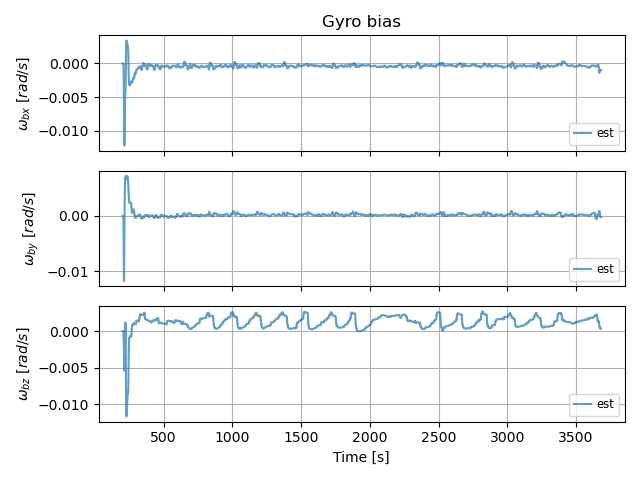 Gyro bias
0.000
−0.005
−0.010
ω_bx [rad/s]
est
0.00
−0.01
ω_by [rad/s]
est
0.000
−0.005
−0.010
ω_bz [rad/s]
est
500 1000 1500 2000 2500 3000 3500
Time [s]